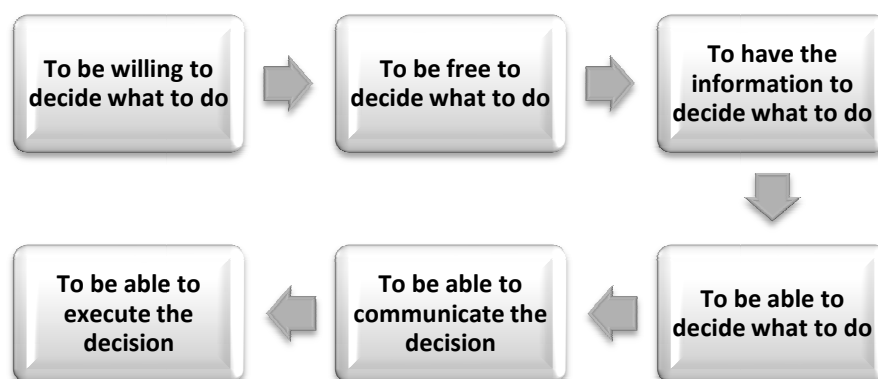 To be willing to
decide what to do
To be free to
decide what to do
To have the
information to
decide what to do
To be able to
decide what to do
To be able to
communicate the
decision
To be able to
execute the
decision